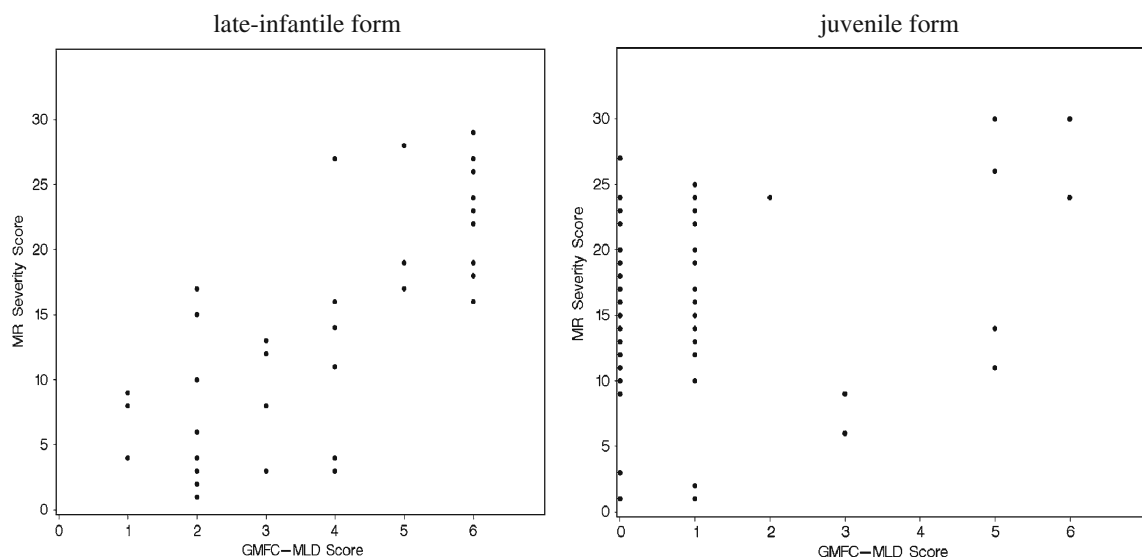 late-infantile form
MR Severity Score
30
25
20
15
10
5
0
0 1 2 3 4 5 6
GMFC−MLD Score
juvenile form
MR Severity Score
30
25
20
15
10
5
0
0 1 2 3 4 5 6
GMFC−MLD Score